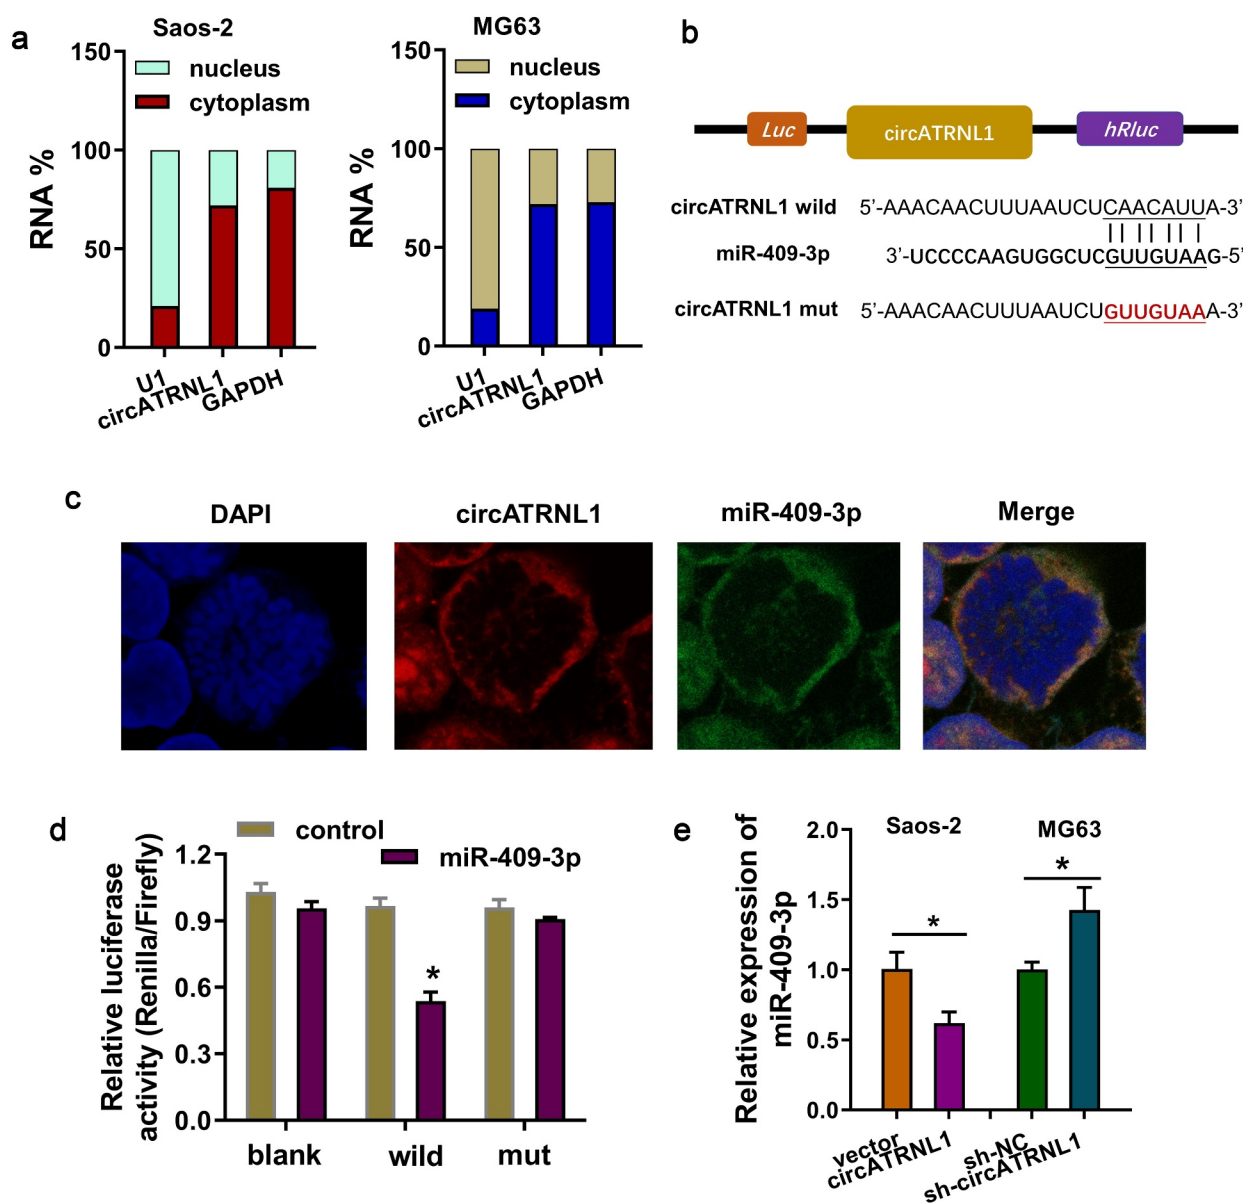 a
Saos-2
150
100
50
0
RNA %
nucleus
cytoplasm
U1
circATRNL1
GAPDH
MG63
150
100
50
0
RNA %
nucleus
cytoplasm
U1
circATRNL1
GAPDH
b
Luc circATRNL1 hRluc
circATRNL1 wild 5’-AAACAACUUUAAUCUCAACAUUA-3’
miR-409-3p 3’-UCCCCAAGUGGCUCGUUGUAAG-5’
circATRNL1 mut 5’-AAACAACUUUAAUCUGUUGUAAA-3’
c
DAPI circATRNL1 miR-409-3p Merge
d
control
miR-409-3p
Relative luciferase
activity (Renilla/Firefly)
1.2
0.9
0.6
0.3
0.0
*
blank wild mut
e
Relative expression of
miR-409-3p
2.0
1.5
1.0
0.5
0.0
Saos-2 MG63
*
*
vector
circATRNL1
sh-NC
sh-circATRNL1